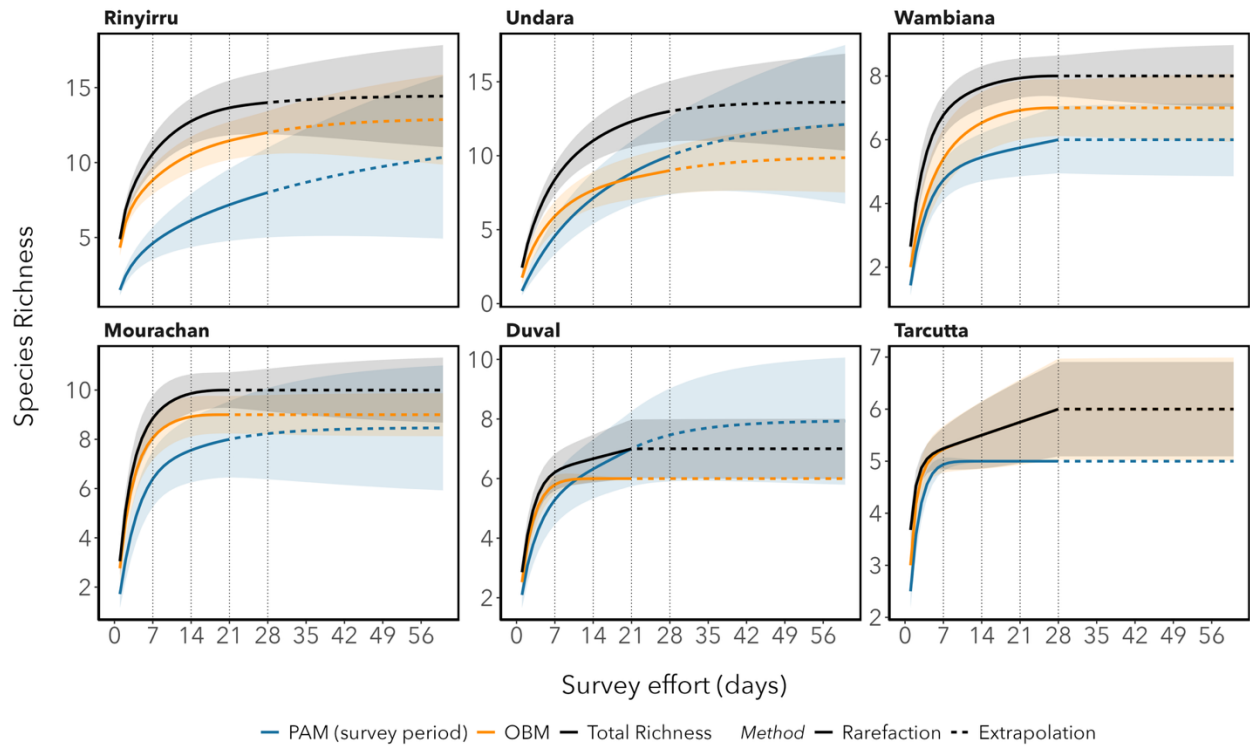 Rinyirru Undara Wambiana
15 10 5
15 10 5 0
8 6 4 2
Species Richness
Mourachan Duval Tarcutta
10 8 6 4 2
10 8 6 4 2
7 6 5 4 3 2
0 7 14 21 28 35 42 49 56
0 7 14 21 28 35 42 49 56
0 7 14 21 28 35 42 49 56
Survey effort (days)
PAM (survey period) OBM Total Richness Method Rarefaction Extrapolation